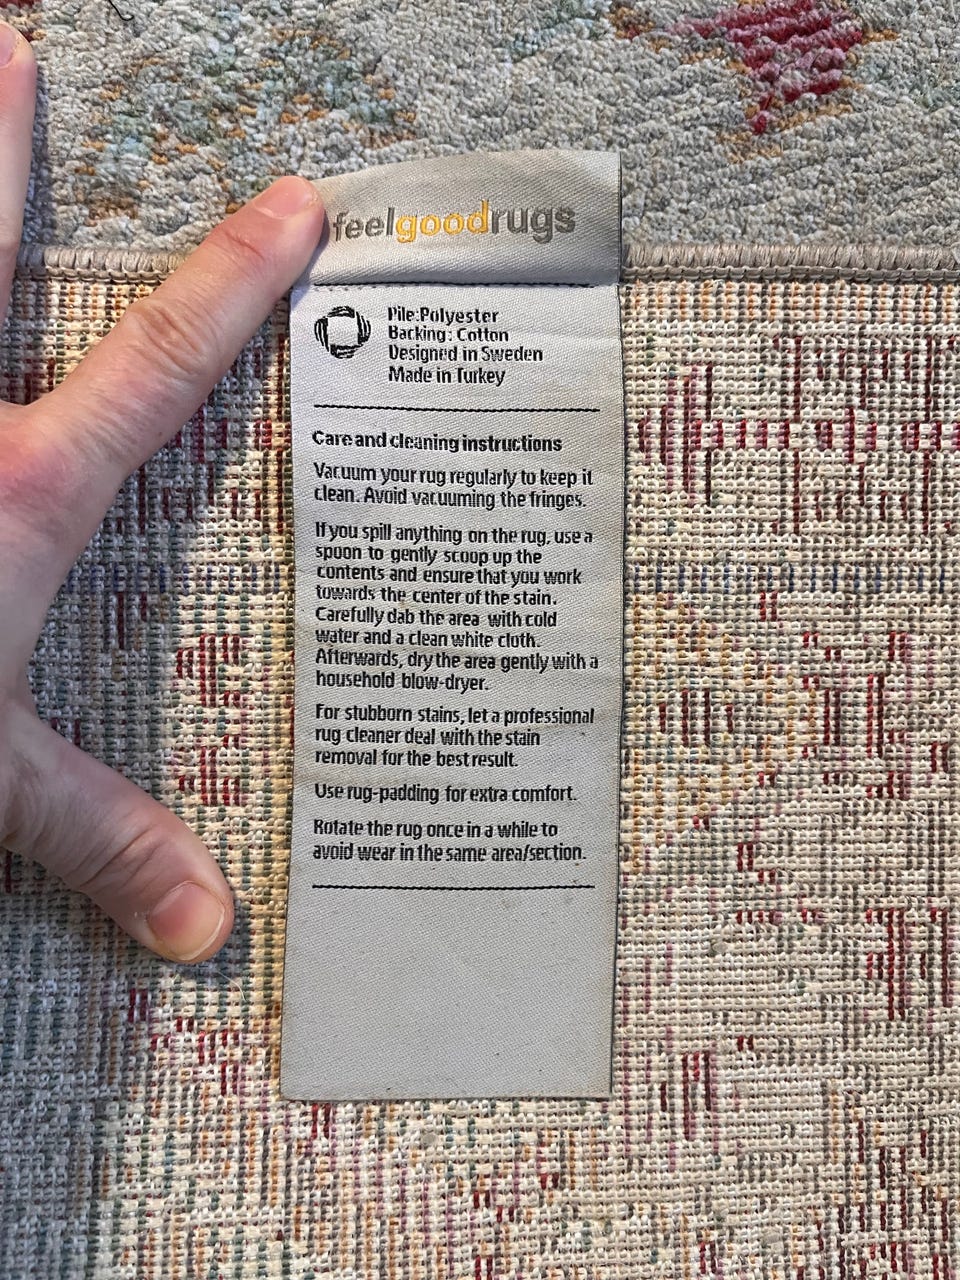 feelgoodrugs
Pile:Polyester
Backing: Cotton
Designed in Sweden
Made in Turkey
Care and cleaning instructions
Vacuum your rug regularly to keep it
clean. Avoid vacuuming the fringes.
If you spill anything on the rug, use a
spoon to gently scoop up the
contents and ensure that you work
towards the center of the stain.
Carefully dab the area with cold
water and a clean white cloth.
Afterwards, dry the area gently with a
household blow-dryer.
For stubborn stains, let a professional
rug cleaner deal with the stain
removal for the best result.
Use rug-padding for extra comfort.
Rotate the rug once in a while to
avoid wear in the same area/section.